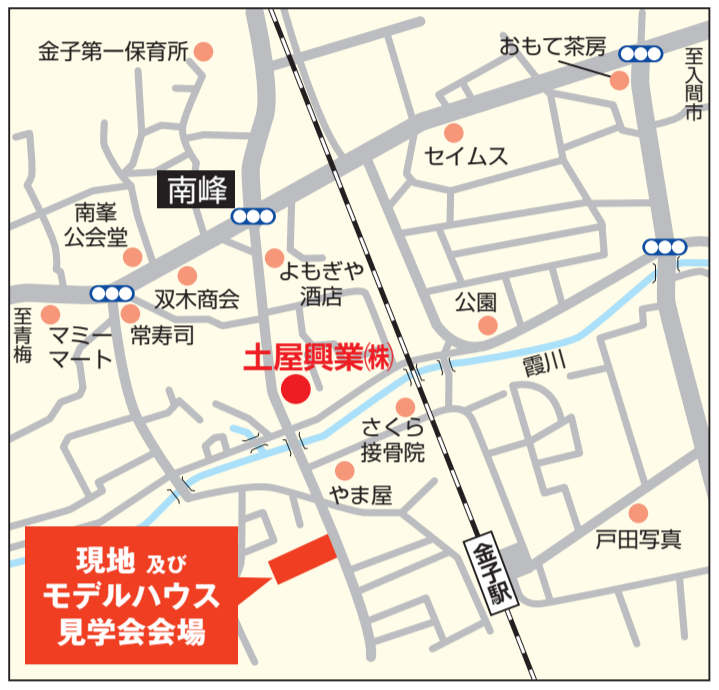 金子第一保育所
おもて茶房
至入間市
セイムス
南峰
南峯
公会堂
よもぎや
酒店
双木商会
公園
至青梅
マミー
マート
常寿司
土屋興業㈱
霞川
さくら
接骨院
やま屋
戸田写真
金子駅
現地 及び
モデルハウス
見学会会場